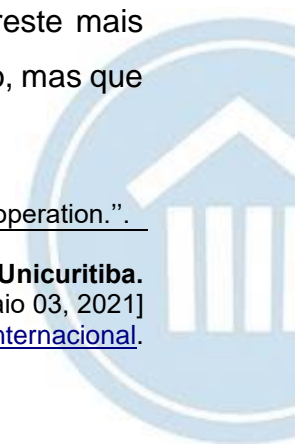 reste mais
o, mas que
operation.’’.
Unicuritiba.
aio 03, 2021]
nternacional.